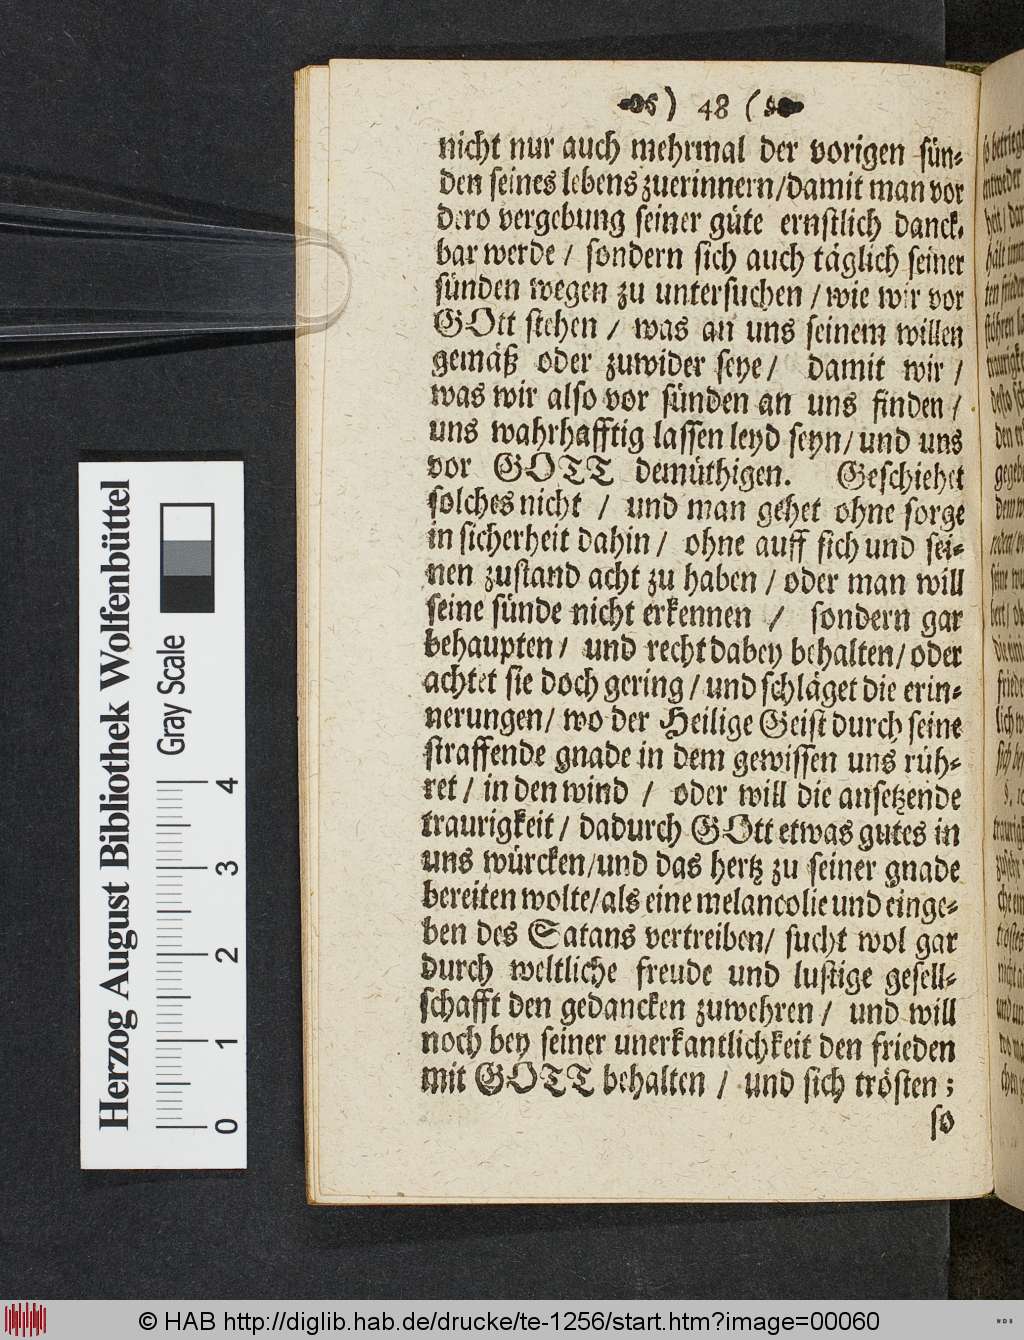 ) 48 (
nicht nur auch mehrmal der vorigen sün-
den seines lebens zuerinnern/damit man vor
dero vergebung seiner güte ernstlich danck-
bar werde / sondern sich auch täglich seiner
sünden wegen zu untersuchen / wie wir vor
GOtt stehen / was an uns seinem willen
gemäß oder zuwider seye / damit wir /
was wir also vor sünden an uns finden /
uns wahrhafftig lassen leyd seyn/ und uns
vor GOTT demüthigen. Geschiehet
solches nicht / und man gehet ohne sorge
in sicherheit dahin / ohne auff sich und sei-
nen zustand acht zu haben / oder man will
seine sünde nicht erkennen / sondern gar
behaupten / und recht dabey behalten/ oder
achtet sie doch gering / und schläget die erin-
nerungen/ wo der Heilige Geist durch seine
straffende gnade in dem gewissen uns rüh-
ret / in den wind / oder will die ansetzende
traurigkeit / dadurch GOtt etwas gutes in
uns würcken/und das hertz zu seiner gnade
bereiten wolte/als eine melancolie und einge-
ben des Satans vertreiben/ sucht wol gar
durch weltliche freude und lustige gesell-
schafft den gedancken zuwehren / und will
noch bey seiner unerkantlichkeit den frieden
mit GOTT behalten / und sich trösten ;
so
Herzog August Bibliothek Wolfenbüttel
Gray Scale
0 1 2 3 4
© HAB http://diglib.hab.de/drucke/te-1256/start.htm?image=00060